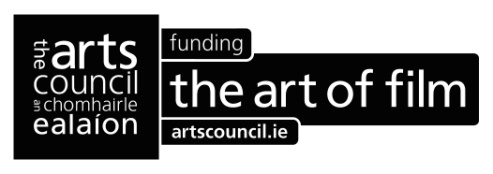 the arts
council
an chomhairle
ealaíon
funding
the art of film
artscouncil.ie